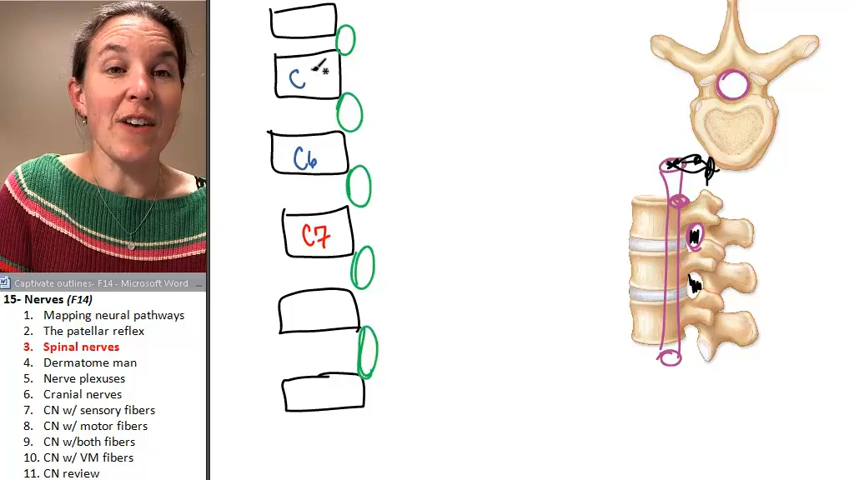 C
C6
C7
Captivate outlines- F14 - Microsoft Word
15- Nerves (F14)
1. Mapping neural pathways
2. The patellar reflex
3. Spinal nerves
4. Dermatome man
5. Nerve plexuses
6. Cranial nerves
7. CN w/ sensory fibers
8. CN w/ motor fibers
9. CN w/both fibers
10. CN w/ VM fibers
11. CN review